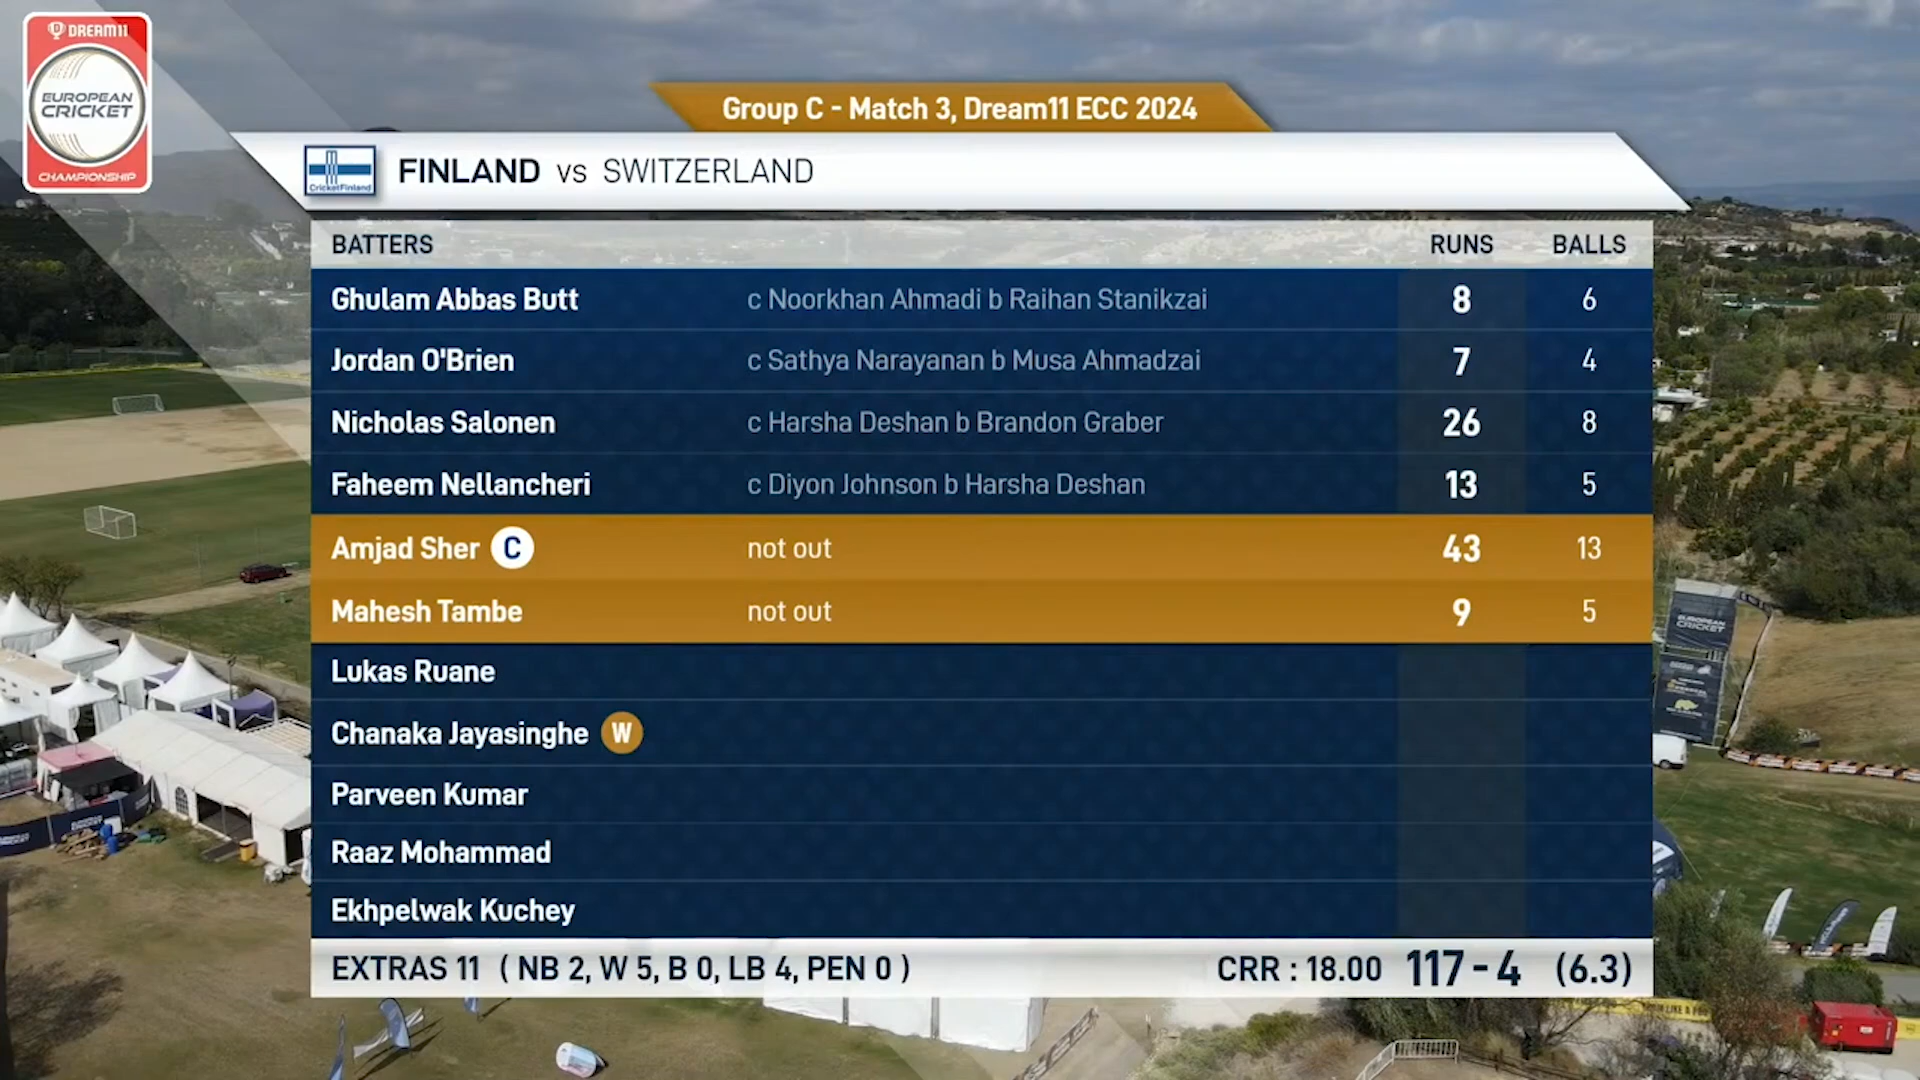 DREAM11
EUROPEAN
CRICKET
CHAMPIONSHIP
Group C - Match 3, Dream11 ECC 2024
CricketFinland
FINLAND vs SWITZERLAND
BATTERS RUNS BALLS
Ghulam Abbas Butt c Noorkhan Ahmadi b Raihan Stanikzai 8 6
Jordan O'Brien c Sathya Narayanan b Musa Ahmadzai 7 4
Nicholas Salonen c Harsha Deshan b Brandon Graber 26 8
Faheem Nellancheri c Diyon Johnson b Harsha Deshan 13 5
Amjad Sher C not out 43 13
Mahesh Tambe not out 9 5
Lukas Ruane
Chanaka Jayasinghe W
Parveen Kumar
Raaz Mohammad
Ekhpelwak Kuchey
EXTRAS 11 ( NB 2, W 5, B 0, LB 4, PEN 0 ) CRR : 18.00 117 - 4 (6.3)
EUROPEAN
CRICKET